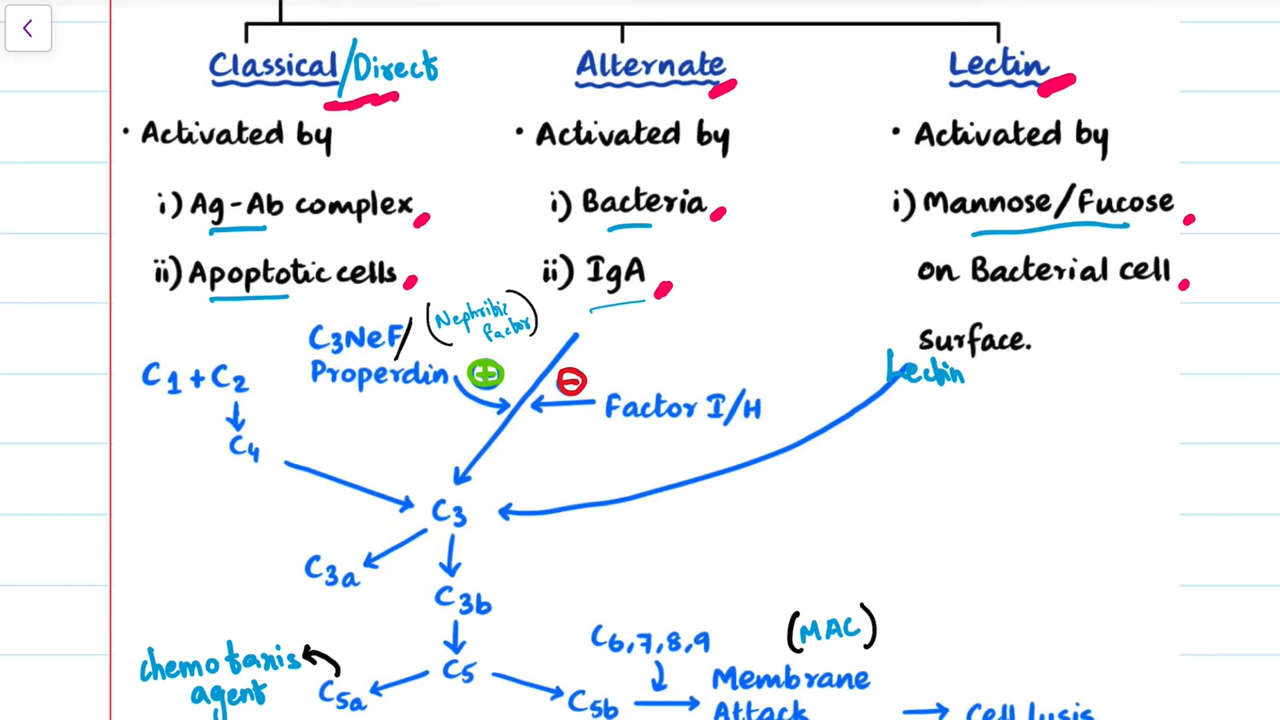 Classical/Direct
Alternate
Lectin
• Activated by
i) Ag-Ab complex
ii) Apoptotic cells
• Activated by
i) Bacteria
ii) IgA
• Activated by
i) Mannose/Fucose
on Bacterial cell
surface.
C3NeF/ (Nephritic
factor)
Properdin
+
-
Factor I/H
Lectin
C1 + C2
C4
C3
C3a
C3b
C5
chemotaxis
agent
C5a
C5b
C6,7,8,9
(MAC)
Membrane
Attack
Cell lysis